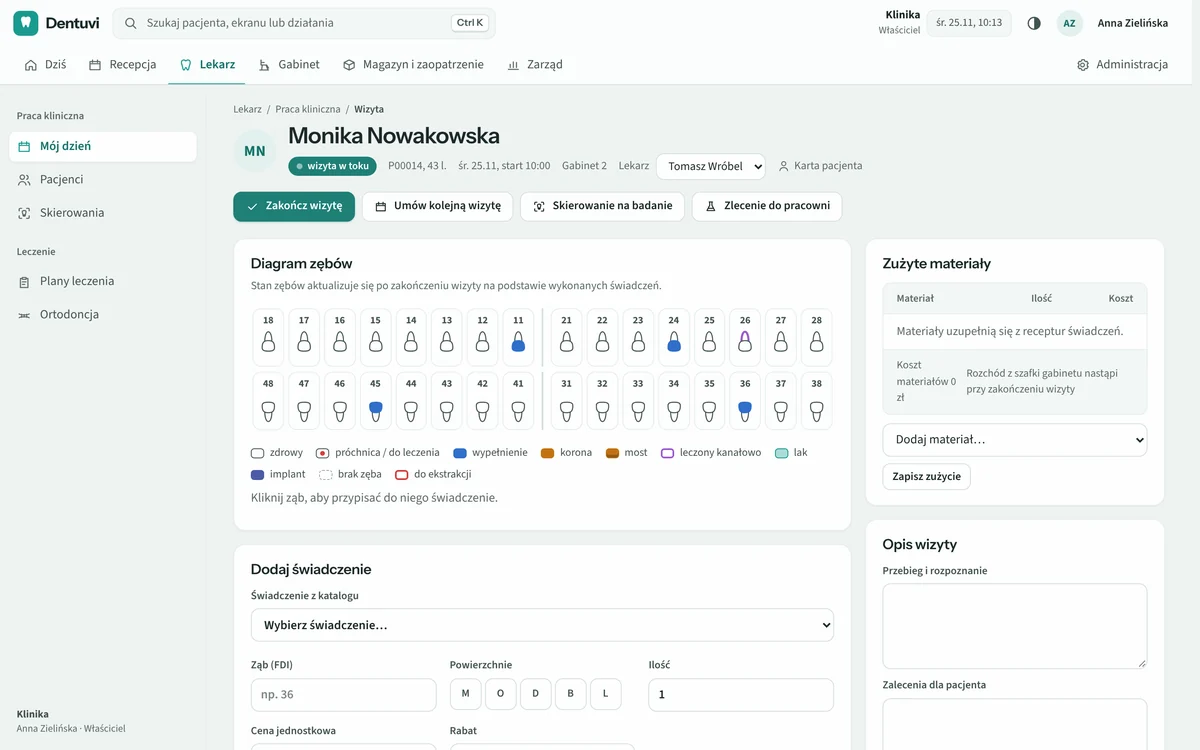 Dentuvi
Szukaj pacjenta, ekranu lub działania
Ctrl K
Klinika
Właściciel
śr. 25.11, 10:13
AZ
Anna Zielińska
Dziś
Recepcja
Lekarz
Gabinet
Magazyn i zaopatrzenie
Zarząd
Administracja
Praca kliniczna
Mój dzień
Pacjenci
Skierowania
Leczenie
Plany leczenia
Ortodoncja
Klinika
Anna Zielińska · Właściciel
Lekarz / Praca kliniczna / Wizyta
MN
Monika Nowakowska
wizyta w toku
P00014, 43 l.
śr. 25.11, start 10:00
Gabinet 2
Lekarz
Tomasz Wróbel
Karta pacjenta
Zakończ wizytę
Umów kolejną wizytę
Skierowanie na badanie
Zlecenie do pracowni
Diagram zębów
Stan zębów aktualizuje się po zakończeniu wizyty na podstawie wykonanych świadczeń.
18 17 16 15 14 13 12 11 21 22 23 24 25 26 27 28
48 47 46 45 44 43 42 41 31 32 33 34 35 36 37 38
zdrowy próchnica / do leczenia wypełnienie korona most leczony kanałowo lak
implant brak zęba do ekstrakcji
Kliknij ząb, aby przypisać do niego świadczenie.
Dodaj świadczenie
Świadczenie z katalogu
Wybierz świadczenie…
Ząb (FDI)
np. 36
Powierzchnie
M O D B L
Ilość
1
Cena jednostkowa
Rabat
Zużyte materiały
Materiał Ilość Koszt
Materiały uzupełnią się z receptur świadczeń.
Koszt
materiałów 0
zł
Rozchód z szafki gabinetu nastąpi
przy zakończeniu wizyty
Dodaj materiał…
Zapisz zużycie
Opis wizyty
Przebieg i rozpoznanie
Zalecenia dla pacjenta